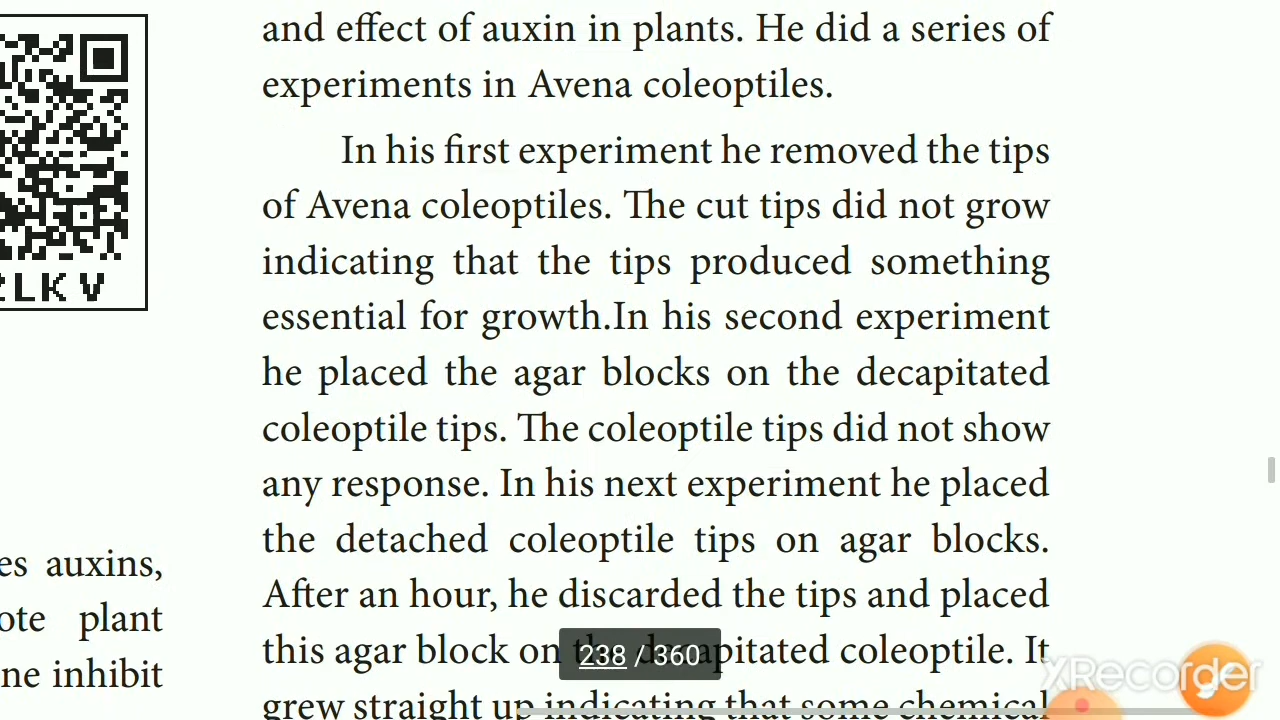 and effect of auxin in plants. He did a series of
experiments in Avena coleoptiles.
In his first experiment he removed the tips
of Avena coleoptiles. The cut tips did not grow
indicating that the tips produced something
essential for growth.In his second experiment
he placed the agar blocks on the decapitated
coleoptile tips. The coleoptile tips did not show
any response. In his next experiment he placed
the detached coleoptile tips on agar blocks.
After an hour, he discarded the tips and placed
this agar block on the decapitated coleoptile. It
grew straight up indicating that some chemical
LKV
es auxins,
ote plant
ne inhibit
238 / 360
XRecorder